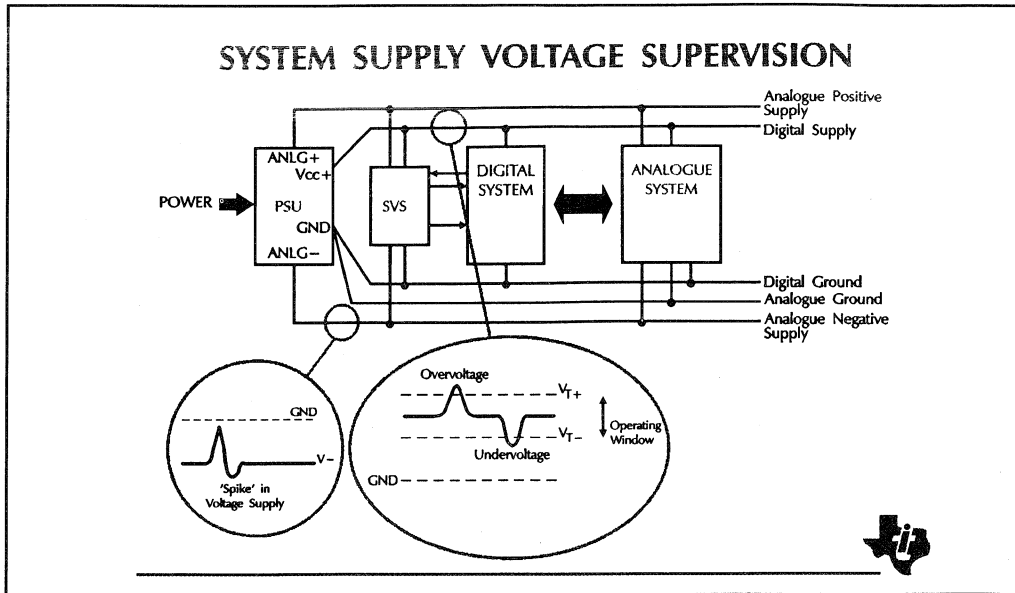 SYSTEM SUPPLY VOLTAGE SUPERVISION
Analogue Positive
Supply
Digital Supply
ANLG+
Vcc+
POWER
PSU
GND
ANLG−
SVS
DIGITAL
SYSTEM
ANALOGUE
SYSTEM
Digital Ground
Analogue Ground
Analogue Negative
Supply
GND
V−
'Spike' in
Voltage Supply
Overvoltage
VT+
Operating
Window
VT−
Undervoltage
GND